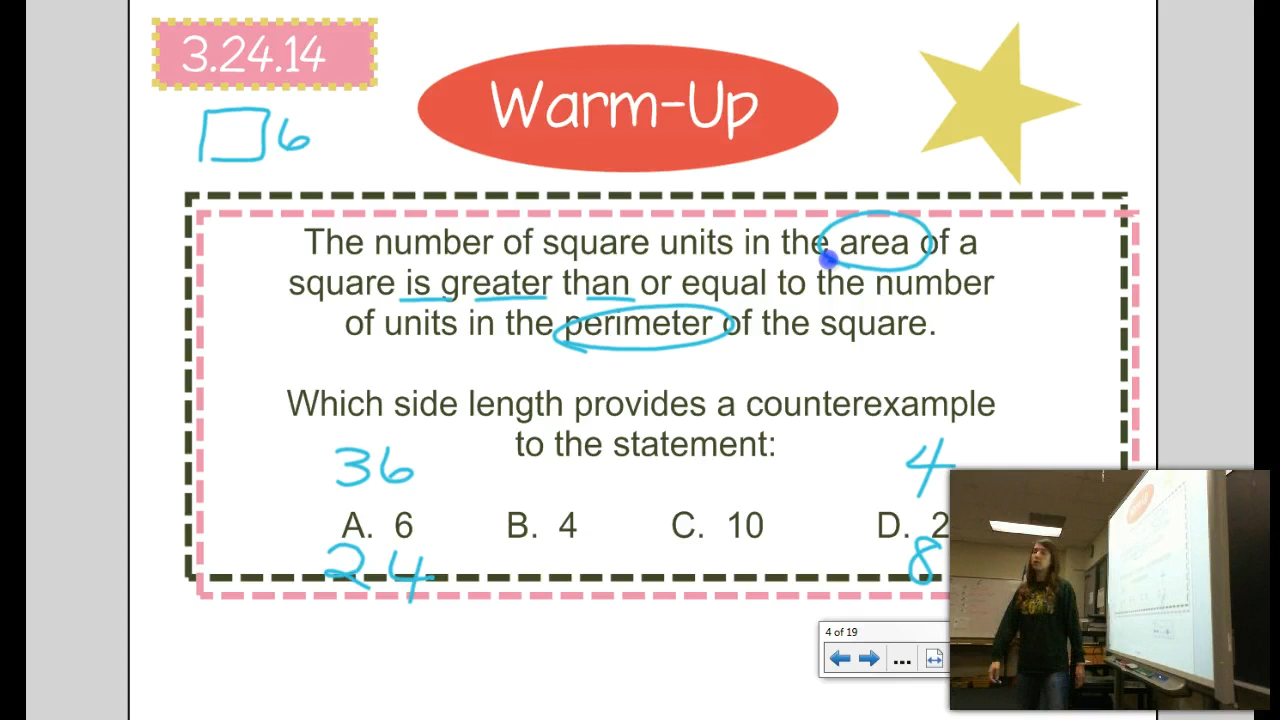 3.24.14
Warm-Up
6
The number of square units in the area of a
square is greater than or equal to the number
of units in the perimeter of the square.
Which side length provides a counterexample
to the statement:
36 4
A. 6 B. 4 C. 10 D. 2
24 8
4 of 19
...